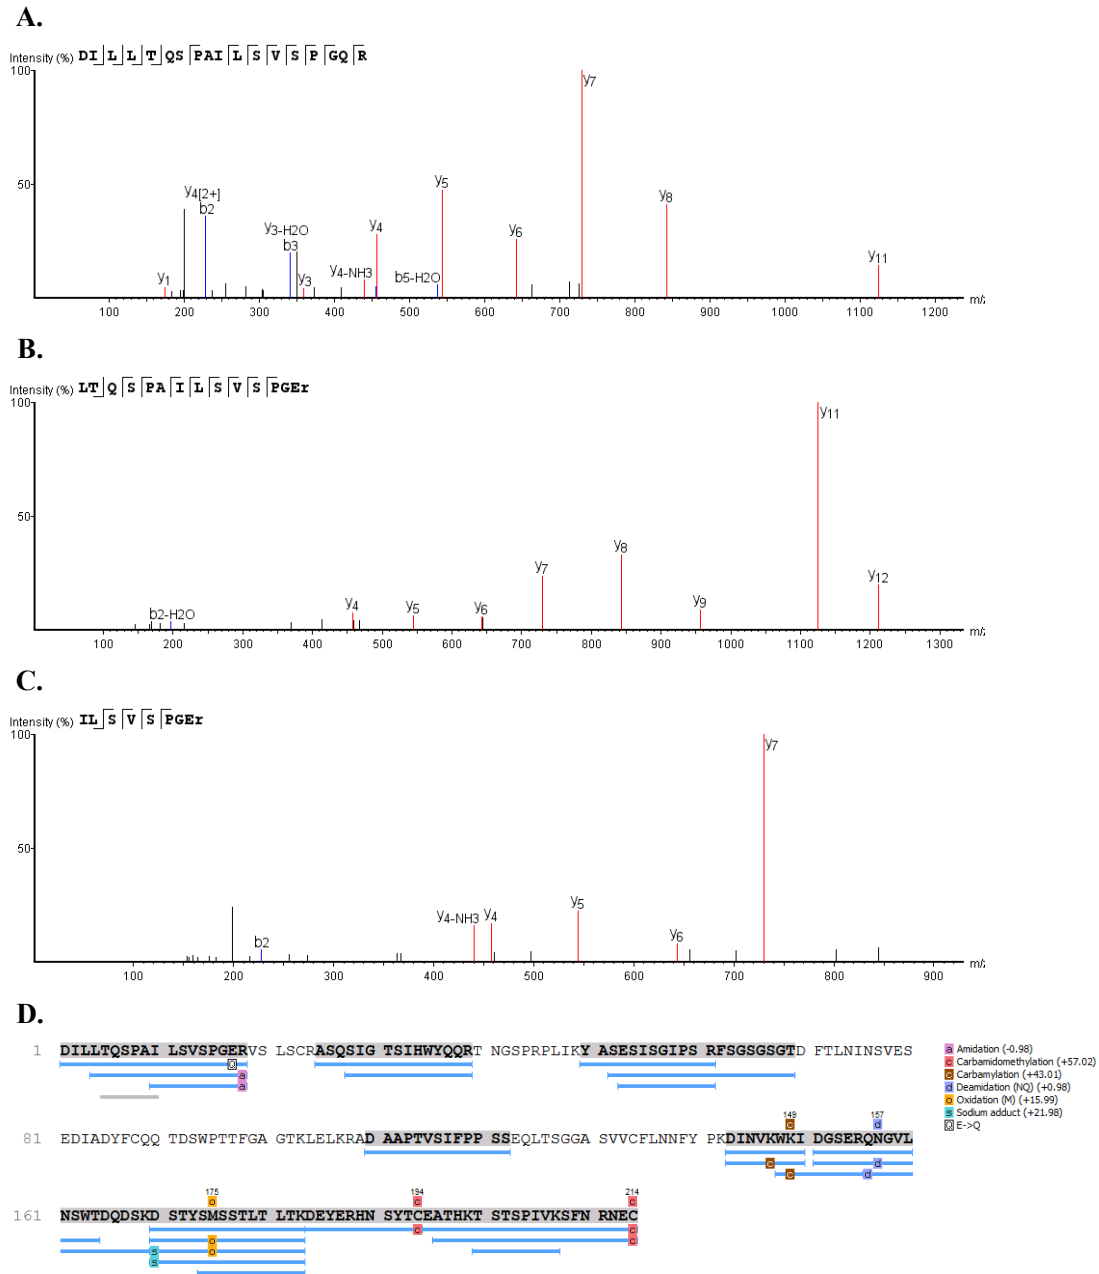 A.
Intensity (%) DILLTQSPAILSVSPGQR
100
50
y1
y4[2+]
b2
y3-H2O
b3
y3
y4-NH3
y4
b5-H2O
y5
y6
y7
y8
y11
100 200 300 400 500 600 700 800 900 1000 1100 1200 m/z
B.
Intensity (%) LTQSPAILSVSPGEr
100
50
b2-H2O
y4
y5
y6
y7
y8
y9
y11
y12
100 200 300 400 500 600 700 800 900 1000 1100 1200 1300 m/z
C.
Intensity (%) ILSVSPGEr
100
50
b2
y4-NH3
y4
y5
y6
y7
100 200 300 400 500 600 700 800 900 m/z
D.
1 DILLTQSPAI LSVSPGERVS LSCRASQSIG TSIHWYQQRT NGSPRPLIKY ASESISGIPS RFSGSGSGTD FTLNINSVES
Q
a
a
a Amidation (-0.98)
c Carbamidomethylation (+57.02)
c Carbamylation (+43.01)
d Deamidation (NQ) (+0.98)
o Oxidation (M) (+15.99)
s Sodium adduct (+21.98)
Q E->Q
149 157
c d
81 EDIADYFCQQ TDSWPTTFGA GTKLELKRAD AAPTVSIFPP SSEQLTSGGA SVVCFLNNFY PKDINVKWKI DGSERQNGVL
c d
c d
175 194 214
o c c
161 NSWTDQDSKD STYSMSSTLT LTKDEYERHN SYTCEATHKT STSPIVKSFN RNEC
c c
o c
s o
s